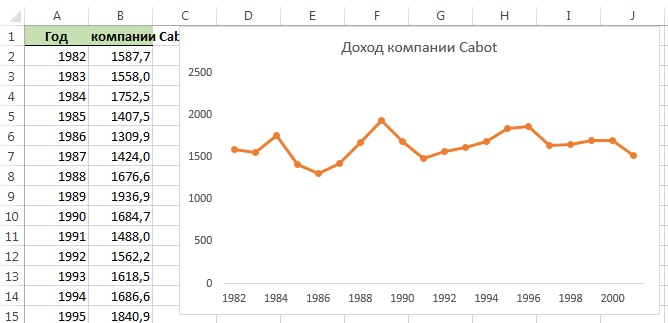 A B C D E F G H I J
1 Год компании Cab
2 1982 1587,7
3 1983 1558,0
4 1984 1752,5
5 1985 1407,5
6 1986 1309,9
7 1987 1424,0
8 1988 1676,6
9 1989 1936,9
10 1990 1684,7
11 1991 1488,0
12 1992 1562,2
13 1993 1618,5
14 1994 1686,6
15 1995 1840,9
Доход компании Cabot
2500
2000
1500
1000
500
0
1982 1984 1986 1988 1990 1992 1994 1996 1998 2000